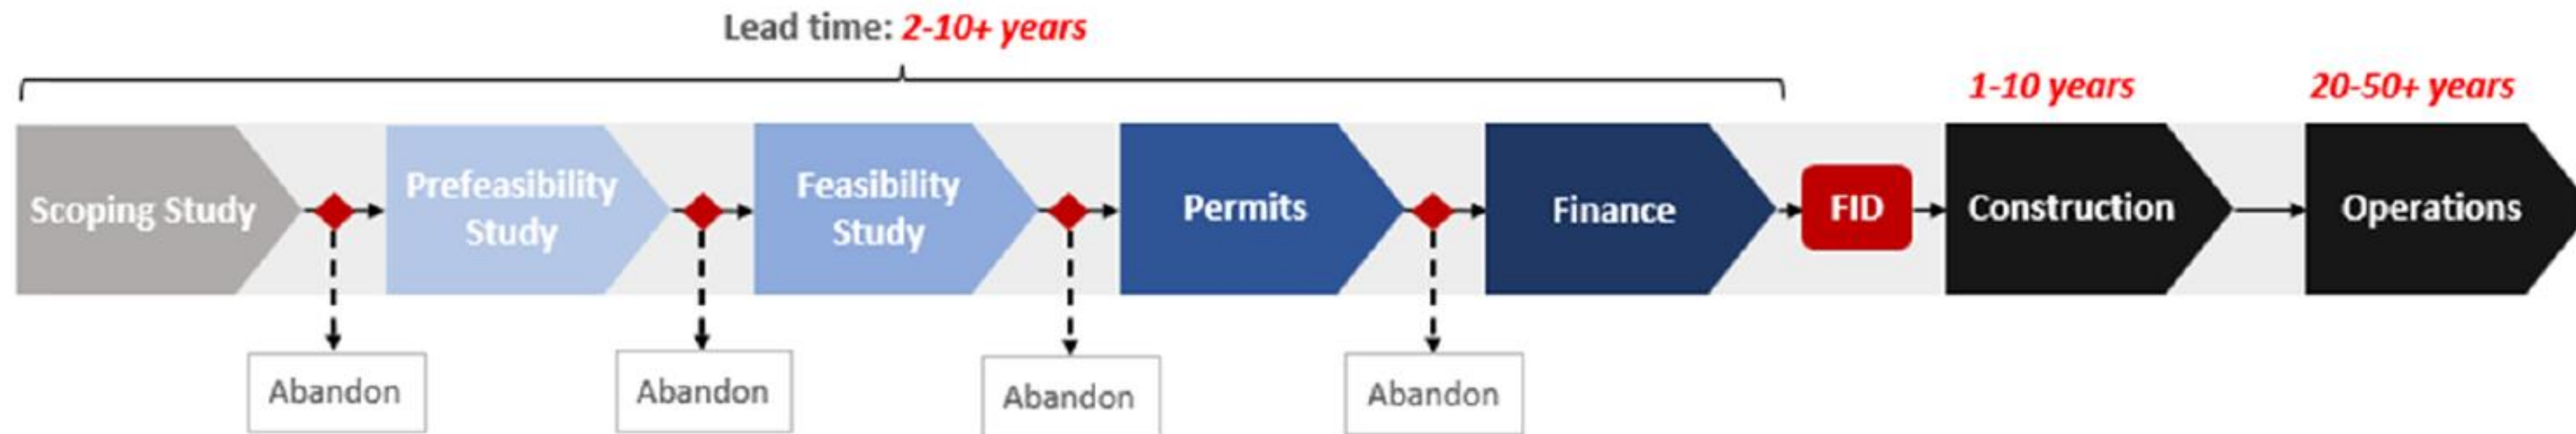 Lead time: 2-10+ years
1-10 years
20-50+ years
Scoping Study
Prefeasibility
Study
Feasibility
Study
Permits
Finance
FID
Construction
Operations
Abandon
Abandon
Abandon
Abandon